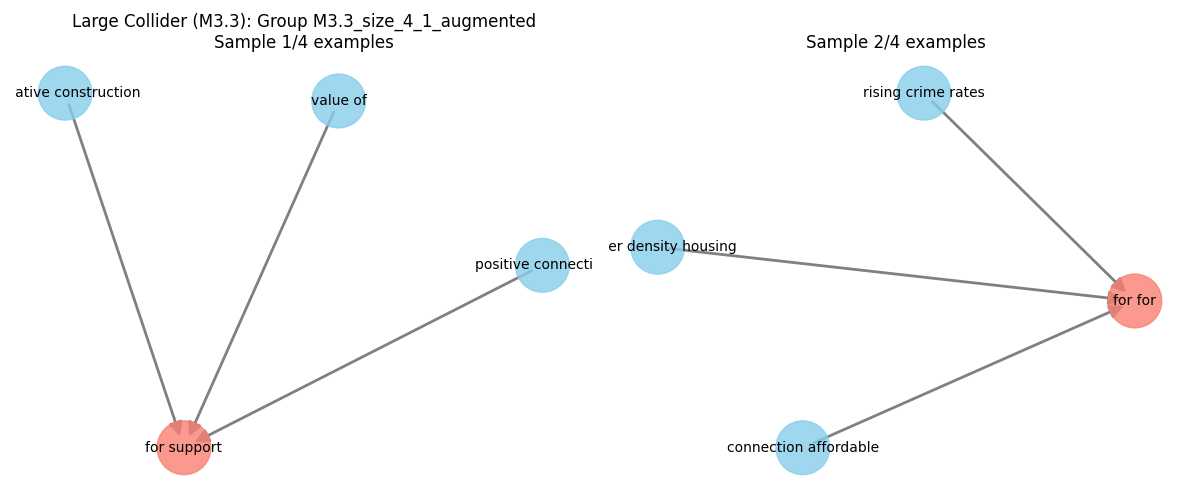 Large Collider (M3.3): Group M3.3_size_4_1_augmented
Sample 1/4 examples
Sample 2/4 examples
ative construction
value of
rising crime rates
positive connecti
er density housing
for for
for support
connection affordable